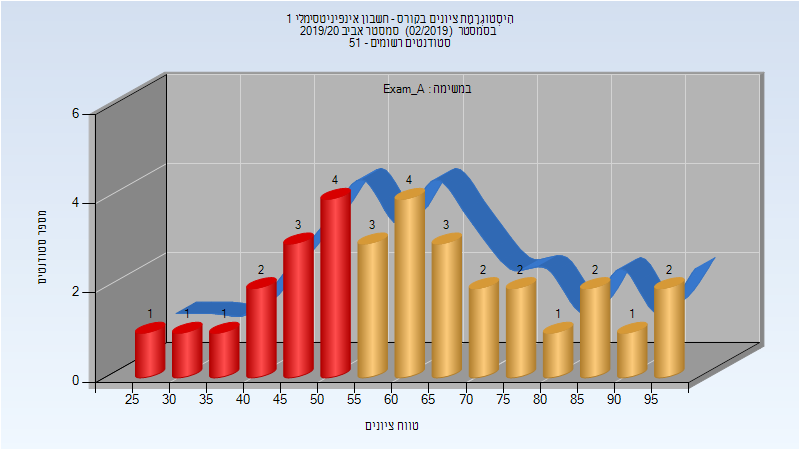 היסטוגרמת ציונים בקורס - חשבון אינפיניטסימלי 1
בסמסטר (02/2019) סמסטר אביב 2019/20
סטודנטים רשומים - 51
במשימה : Exam_A
מספר סטודנטים
6
4
2
0
1 1 1 2 3 4 3 4 3 2 2 1 2 1 2
25 30 35 40 45 50 55 60 65 70 75 80 85 90 95
טווח ציונים